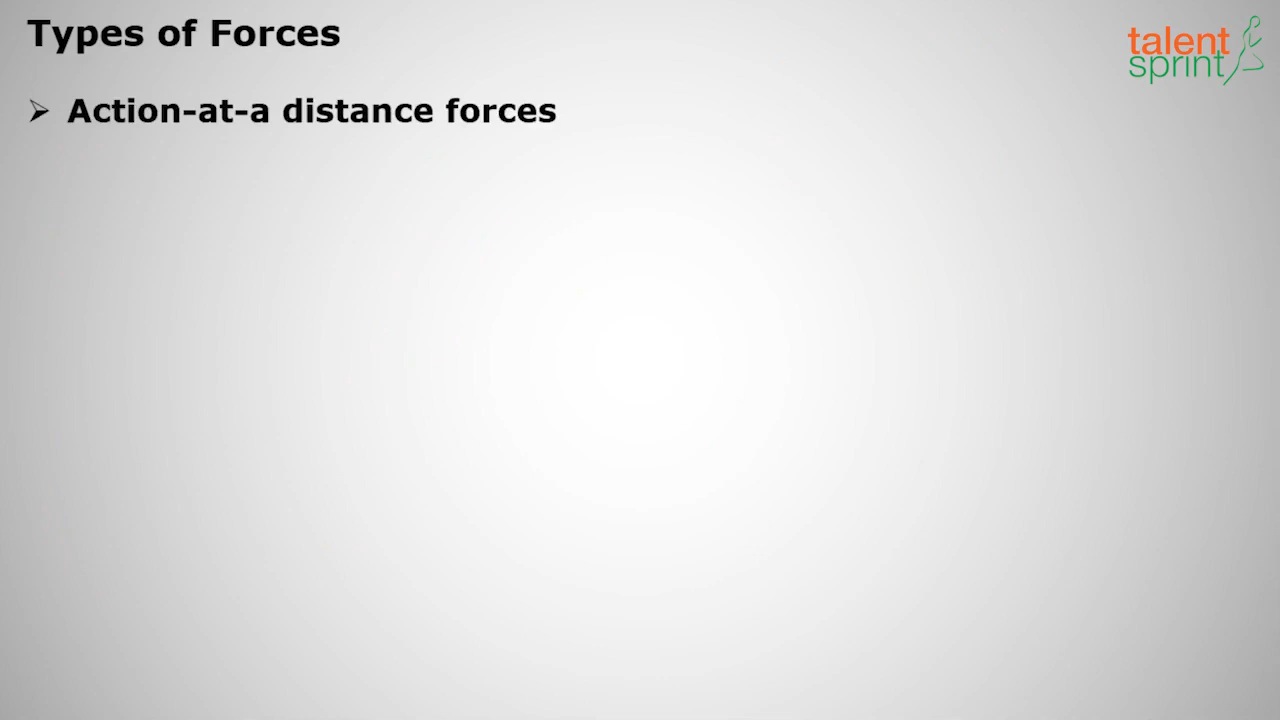 Types of Forces
talent
sprint
➢ Action-at-a distance forces